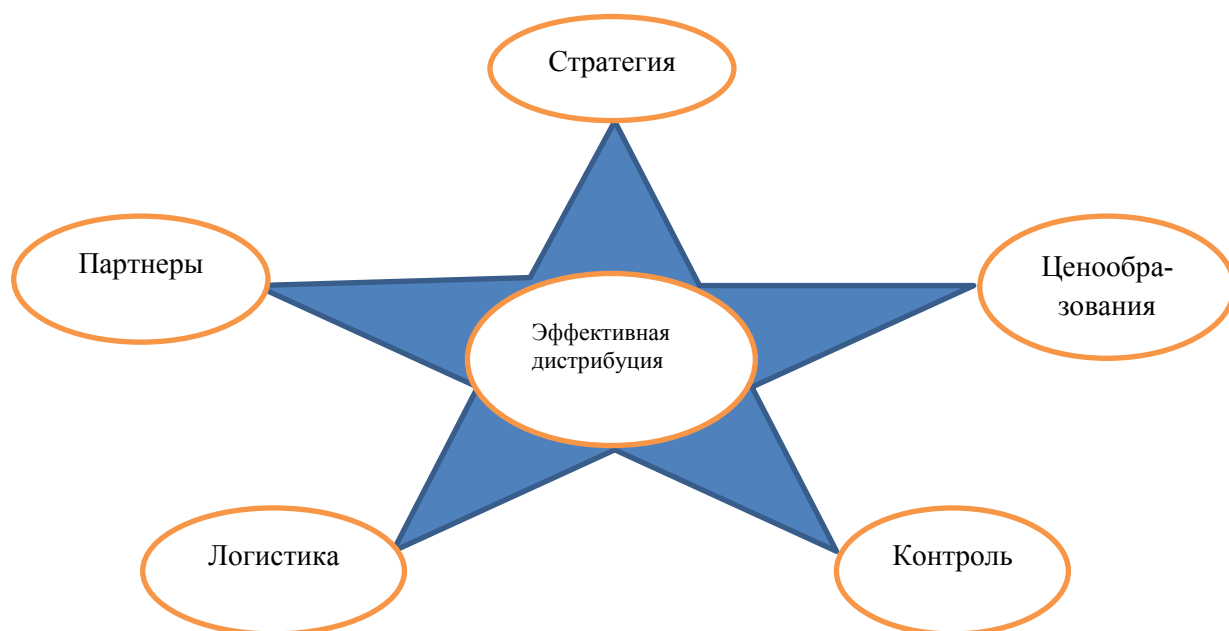 Стратегия
Партнеры
Ценообра-
зования
Эффективная
дистрибуция
Логистика
Контроль